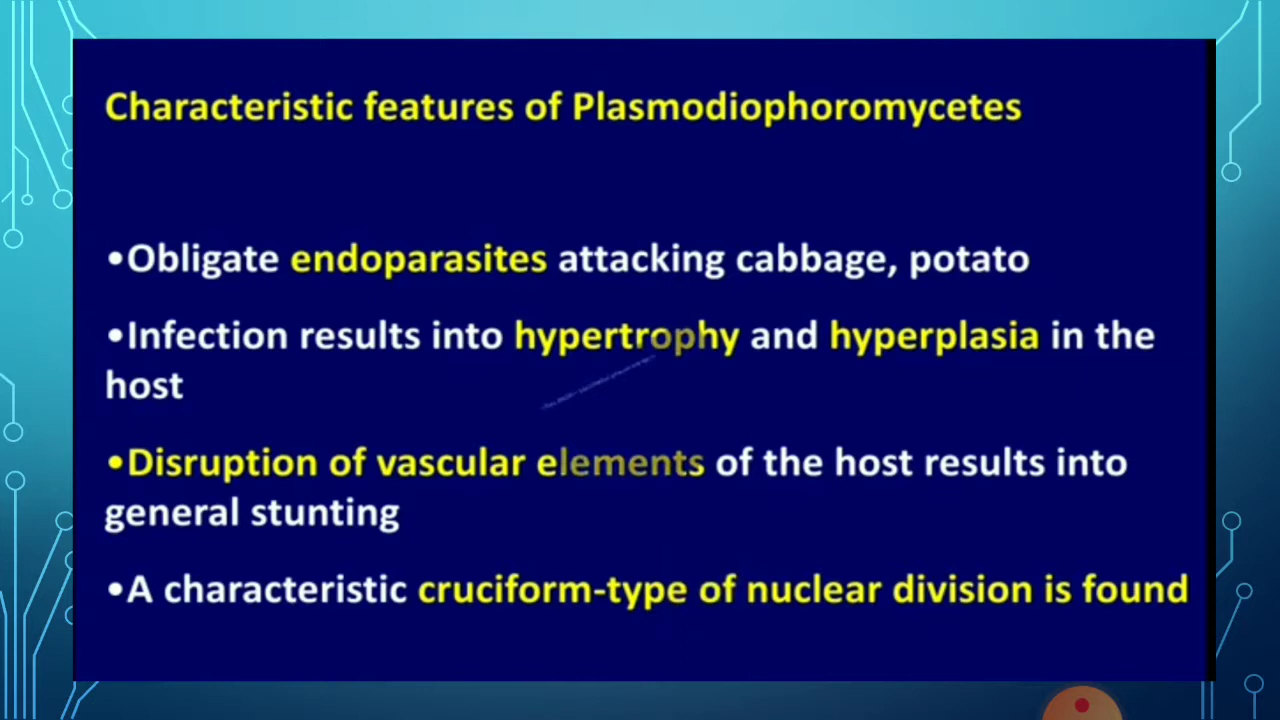 Characteristic features of Plasmodiophoromycetes
•Obligate endoparasites attacking cabbage, potato
•Infection results into hypertrophy and hyperplasia in the
host
•Disruption of vascular elements of the host results into
general stunting
•A characteristic cruciform-type of nuclear division is found